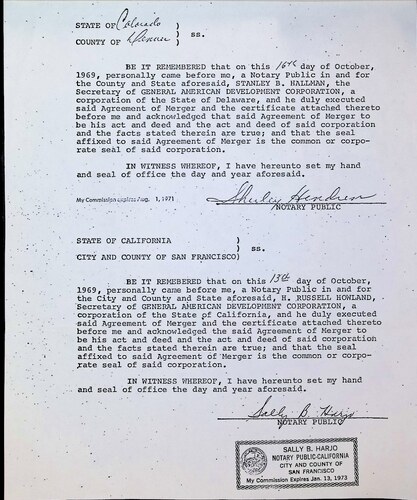 STATE OF Colorado )
) ss.
COUNTY OF Denver )
BE IT REMEMBERED that on this 16th day of October,
1969, personally came before me, a Notary Public in and for
the County and State aforesaid, STANLEY B. HALLMAN, the
Secretary of GENERAL AMERICAN DEVELOPMENT CORPORATION, a
corporation of the State of Delaware, and he duly executed
said Agreement of Merger and the certificate attached thereto
before me and acknowledged that said Agreement of Merger to
be his act and deed and the act and deed of said corporation
and the facts stated therein are true; and that the seal
affixed to said Agreement of Merger is the common or corpo-
rate seal of said corporation.
IN WITNESS WHEREOF, I have hereunto set my hand
and seal of office the day and year aforesaid.
My Commission expires Aug. 1, 1971
Shirley Hendren
NOTARY PUBLIC
STATE OF CALIFORNIA )
) ss.
CITY AND COUNTY OF SAN FRANCISCO)
BE IT REMEBERED that on this 13th day of October,
1969, personally came before me, a Notary Public in and for
the City and County and State aforesaid, H. RUSSELL HOWLAND,
Secretary of GENERAL AMERICAN DEVELOPMENT CORPORATION, a
corporation of the State of California, and he duly executed
said Agreement of Merger and the certificate attached thereto
before me and acknowledged the said Agreement of Merger to
be his act and deed and the act and deed of said corporation
and the facts stated therein are true; and that the seal
affixed to said Agreement of Merger is the common or corpo-
rate seal of said corporation.
IN WITNESS WHEREOF, I have hereunto set my hand
and seal of office the day and year aforesaid.
Sally B. Harjo
NOTARY PUBLIC
SALLY B. HARJO
NOTARY PUBLIC-CALIFORNIA
CITY AND COUNTY OF
SAN FRANCISCO
My Commission Expires Jan. 13, 1973